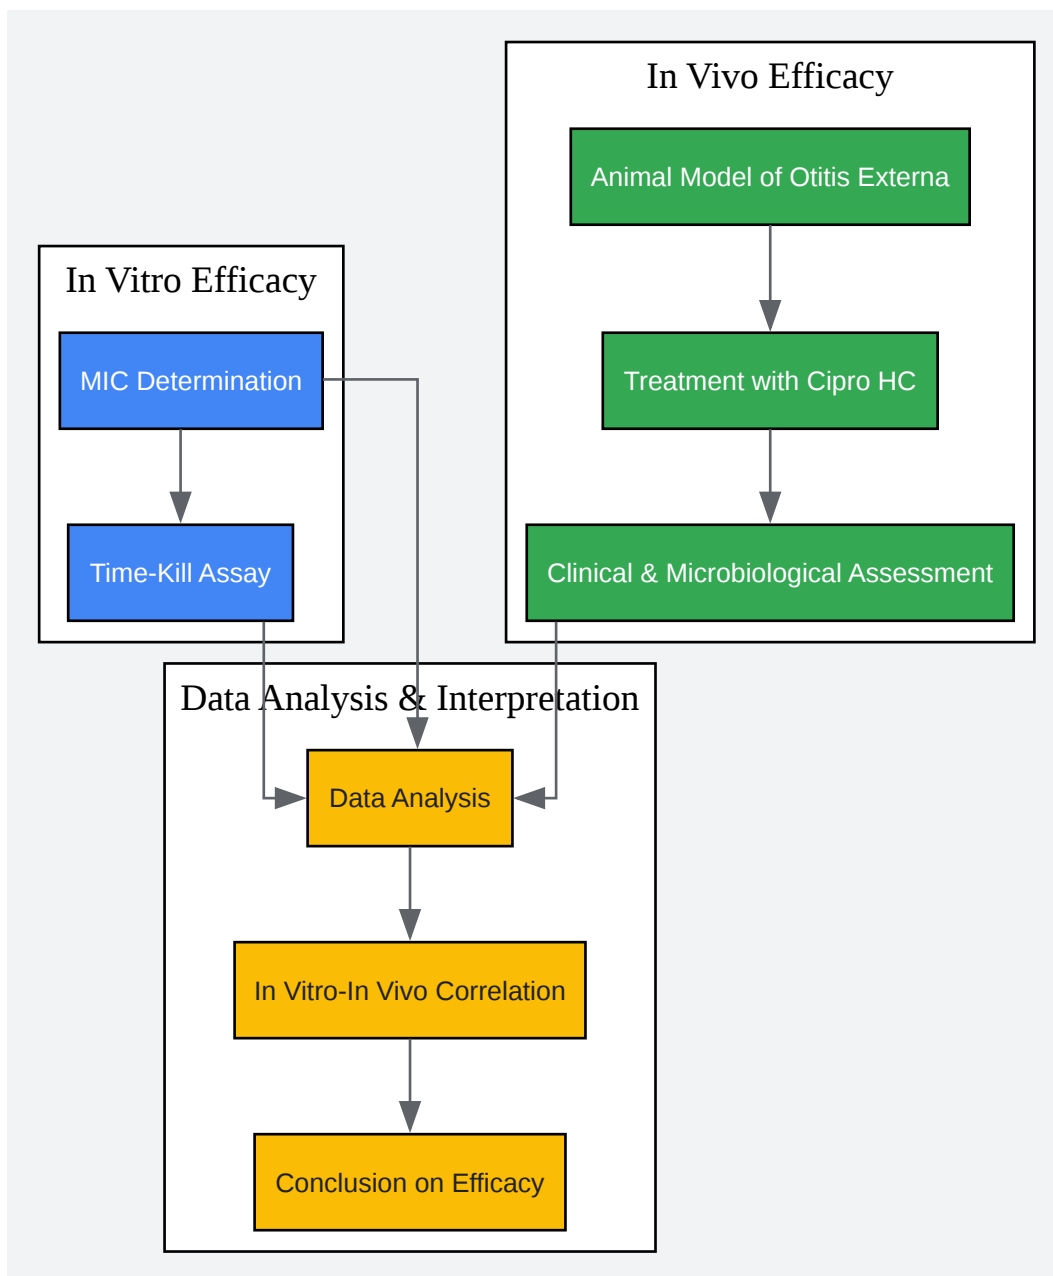 In Vivo Efficacy
Animal Model of Otitis Externa
Treatment with Cipro HC
Clinical & Microbiological Assessment
In Vitro Efficacy
MIC Determination
Time-Kill Assay
Data Analysis & Interpretation
Data Analysis
In Vitro-In Vivo Correlation
Conclusion on Efficacy